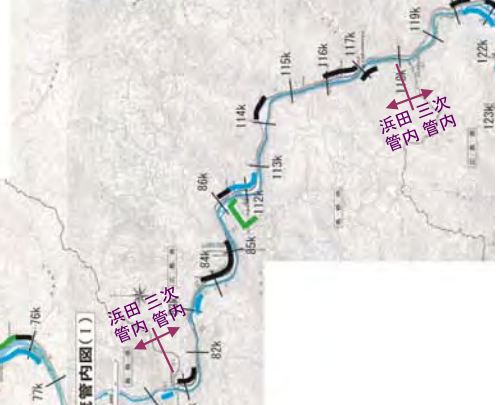 119k
122k
123k
118k
117k
116k
115k
114k
113k
112k
86k
85k
84k
82k
76k
77k
浜田 三次
管内 管内
浜田 三次
管内 管内
管内図(1)